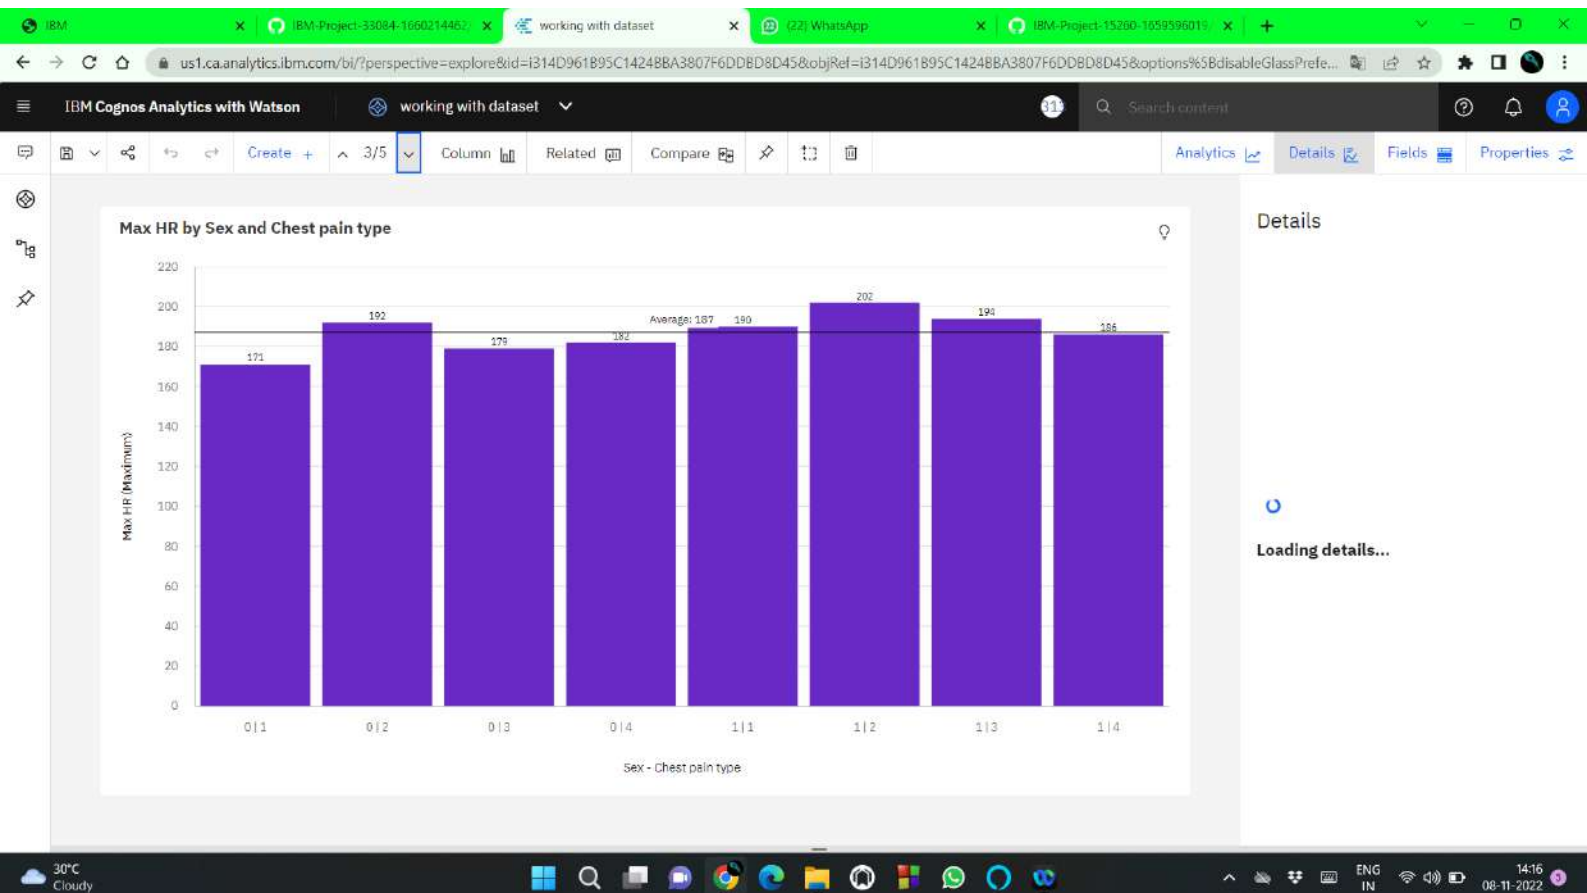 IBM
IBM-Project-33084-1660214462/
working with dataset
(22) WhatsApp
IBM-Project-15260-1659596019/
us1.ca.analytics.ibm.com/bi/?perspective=explore&id=i314D961B95C1424BBA3807F6DDBD8D45&objRef=i314D961B95C1424BBA3807F6DDBD8D45&options%5BdisableGlassPrefe...
IBM Cognos Analytics with Watson
working with dataset
Search content
Create + 3/5 Column Related Compare
Analytics Details Fields Properties
Max HR by Sex and Chest pain type
Details
220
200
180
160
140
120
100
80
60
40
20
0
Max HR (Maximum)
171
192
179
182
Average: 187
190
202
194
186
0|1
0|2
0|3
0|4
1|1
1|2
1|3
1|4
Sex - Chest pain type
Loading details...
30°C
Cloudy
ENG
IN
14:16
08-11-2022